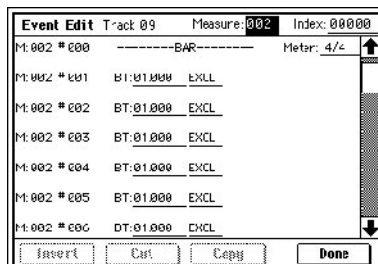 Event Edit Track 09 Measure:002 Index: 00000
M:002 #000 --------BAR-------- Meter: 4/4
M:002 #001 BT:01.000 EXCL
M:002 #002 BT:01.000 EXCL
M:002 #003 BT:01.000 EXCL
M:002 #004 BT:01.000 EXCL
M:002 #005 BT:01.000 EXCL
M:002 #006 BT:01.000 EXCL
Insert Cut Copy Done